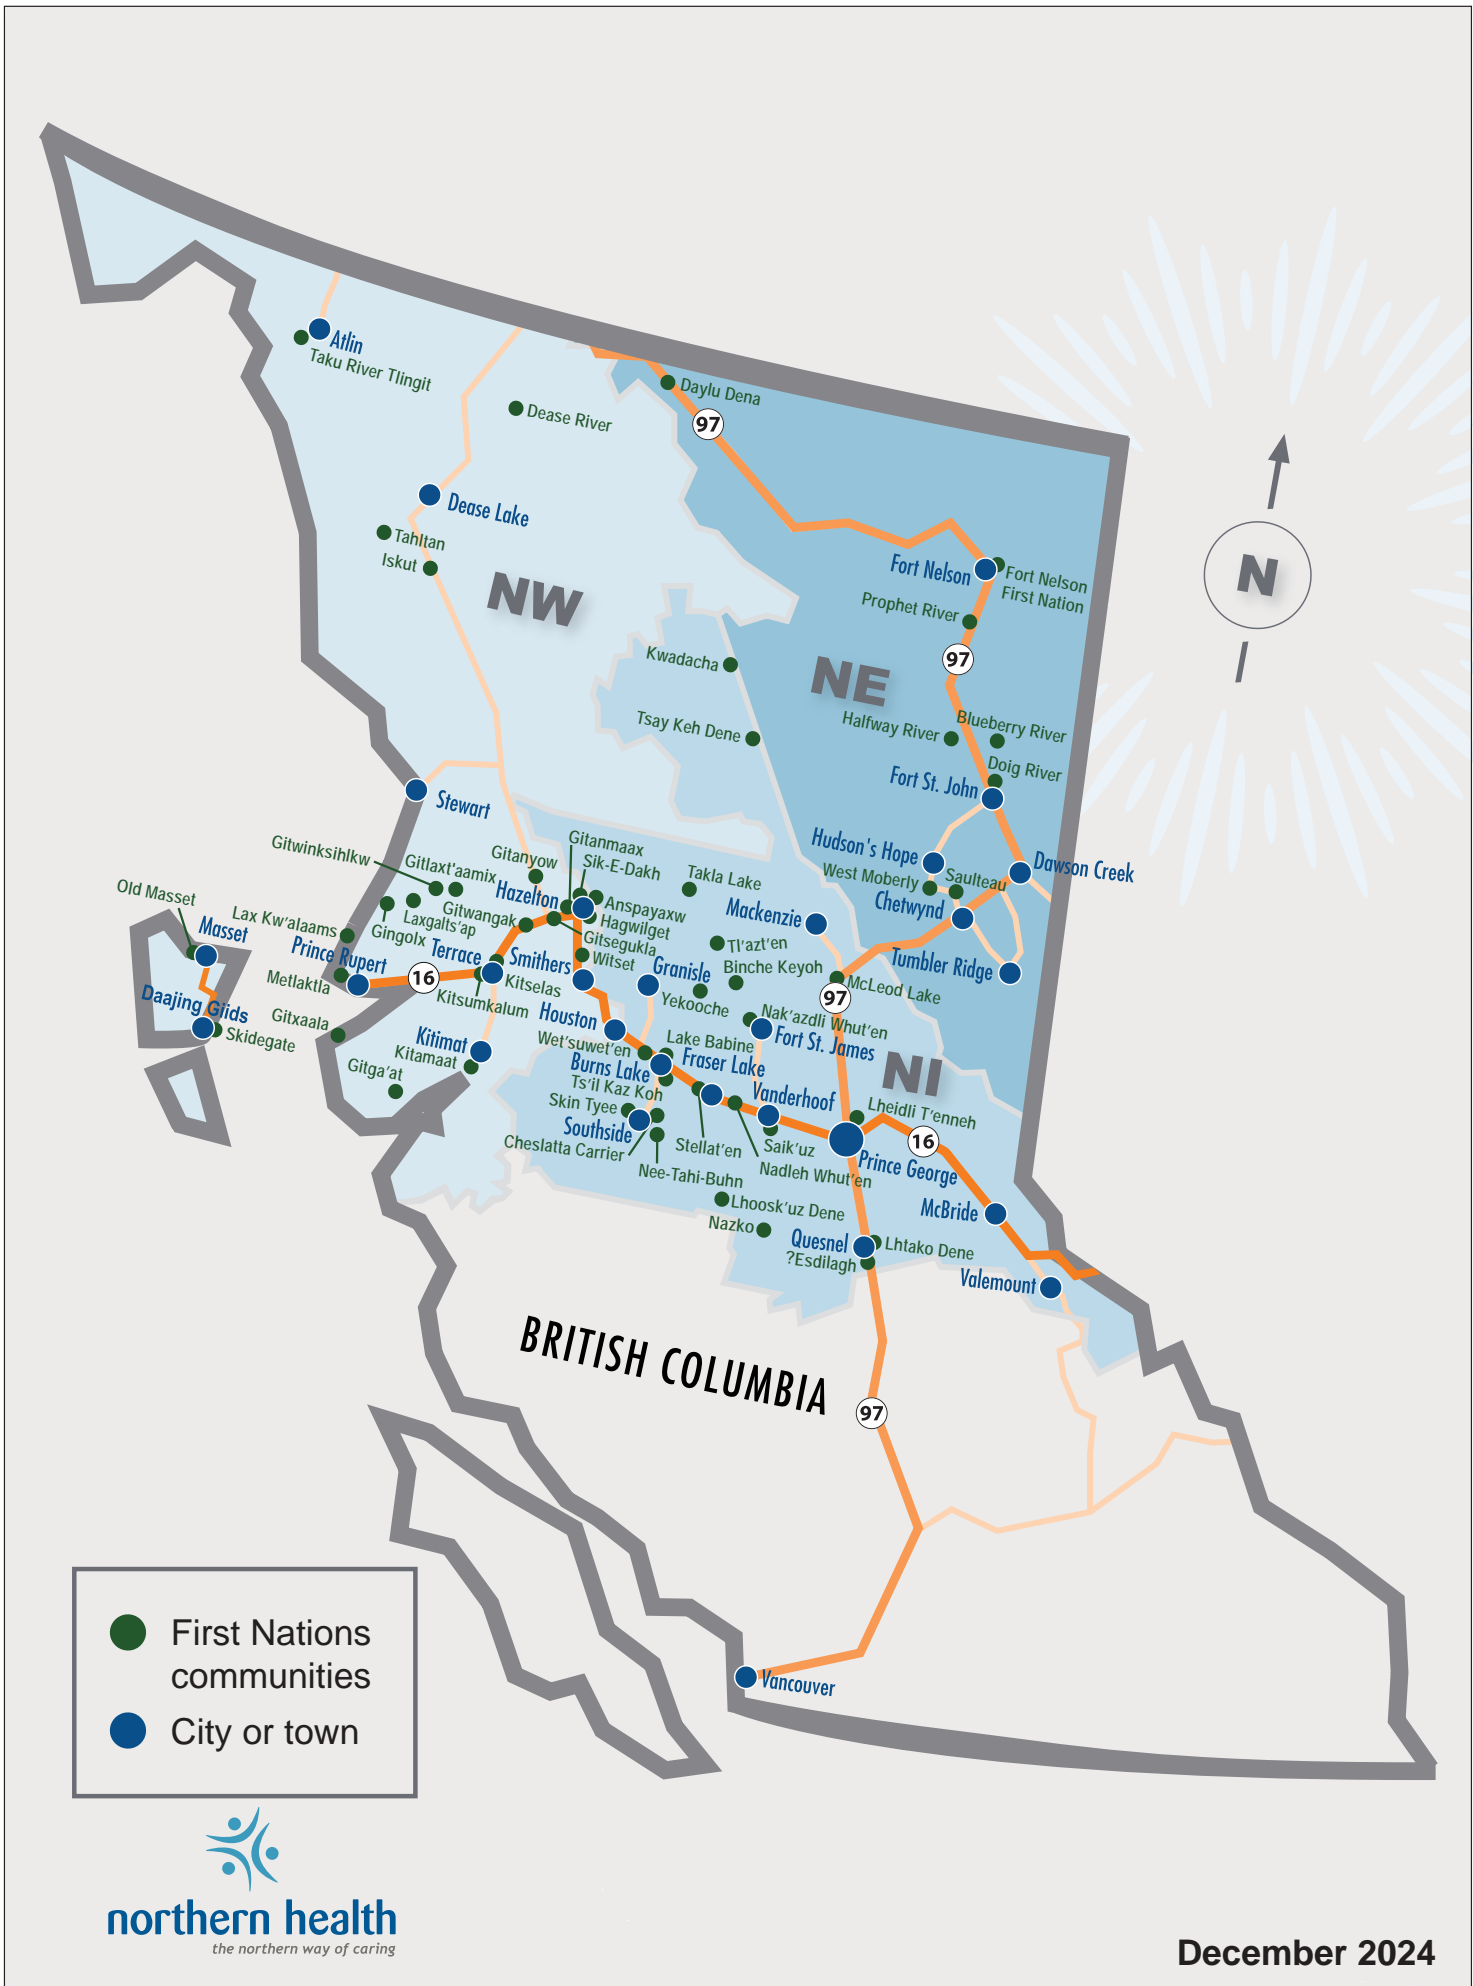 Atlin
Taku River Tlingit
Daylu Dena
97
Dease River
Dease Lake
Tahltan
Iskut
NW
N
Fort Nelson
Fort Nelson
First Nation
Prophet River
97
Kwadacha
NE
Tsay Keh Dene
Halfway River
Blueberry River
Doig River
Fort St. John
Stewart
Hudson's Hope
Dawson Creek
West Moberly
Saulteau
Chetwynd
Tumbler Ridge
Gitwinksihlkw
Gitlaxt'aamix
Gitanyow
Gitanmaax
Sik-E-Dakh
Takla Lake
Old Masset
Masset
Lax Kw'alaams
Gingolx
Laxgalts'ap
Gitwangak
Hazelton
Anspayaxw
Hagwilget
Gitsegukla
Witset
Mackenzie
Tl'azt'en
Binche Keyoh
McLeod Lake
97
Prince Rupert
Metlaktla
16
Terrace
Kitselas
Kitsumkalum
Smithers
Granisle
Yekooche
Nak'azdli Whut'en
Fort St. James
Daajing Giids
Skidegate
Gitxaala
Kitimat
Kitamaat
Gitga'at
Houston
Wet'suwet'en
Lake Babine
Burns Lake
Fraser Lake
Ts'il Kaz Koh
Skin Tyee
Southside
Cheslatta Carrier
Nee-Tahi-Buhn
Stellat'en
Vanderhoof
Saik'uz
Nadleh Whut'en
NI
Lheidli T'enneh
16
Prince George
McBride
Lhoosk'uz Dene
Nazko
Quesnel
Lhtako Dene
?Esdilagh
Valemount
BRITISH COLUMBIA
97
Vancouver
First Nations
communities
City or town
northern health
the northern way of caring
December 2024